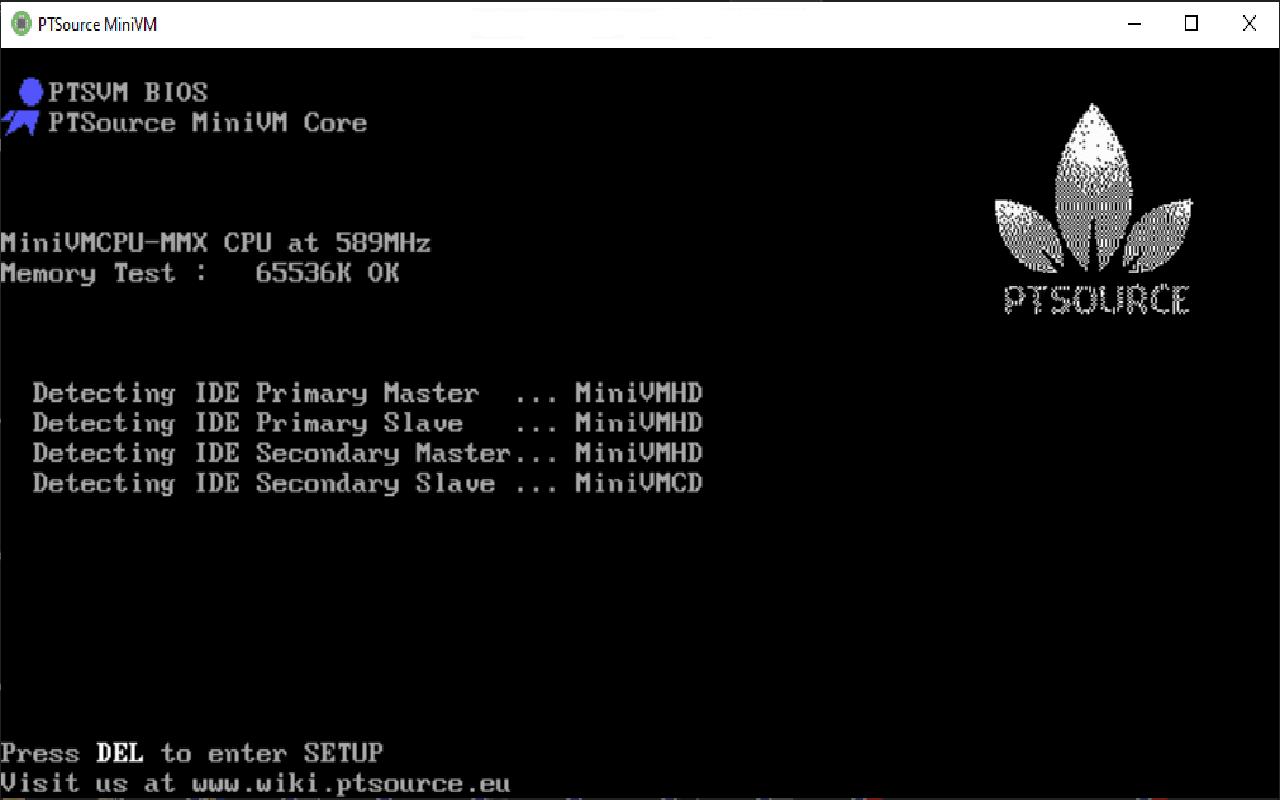 PTSource MiniVM
PTSVM BIOS
PTSource MiniVM Core
PTSOURCE
MiniVMCPU-MMX CPU at 589MHz
Memory Test :   65536K OK
Detecting IDE Primary Master  ... MiniVMHD
Detecting IDE Primary Slave   ... MiniVMHD
Detecting IDE Secondary Master... MiniVMHD
Detecting IDE Secondary Slave ... MiniVMCD
Press DEL to enter SETUP
Visit us at www.wiki.ptsource.eu